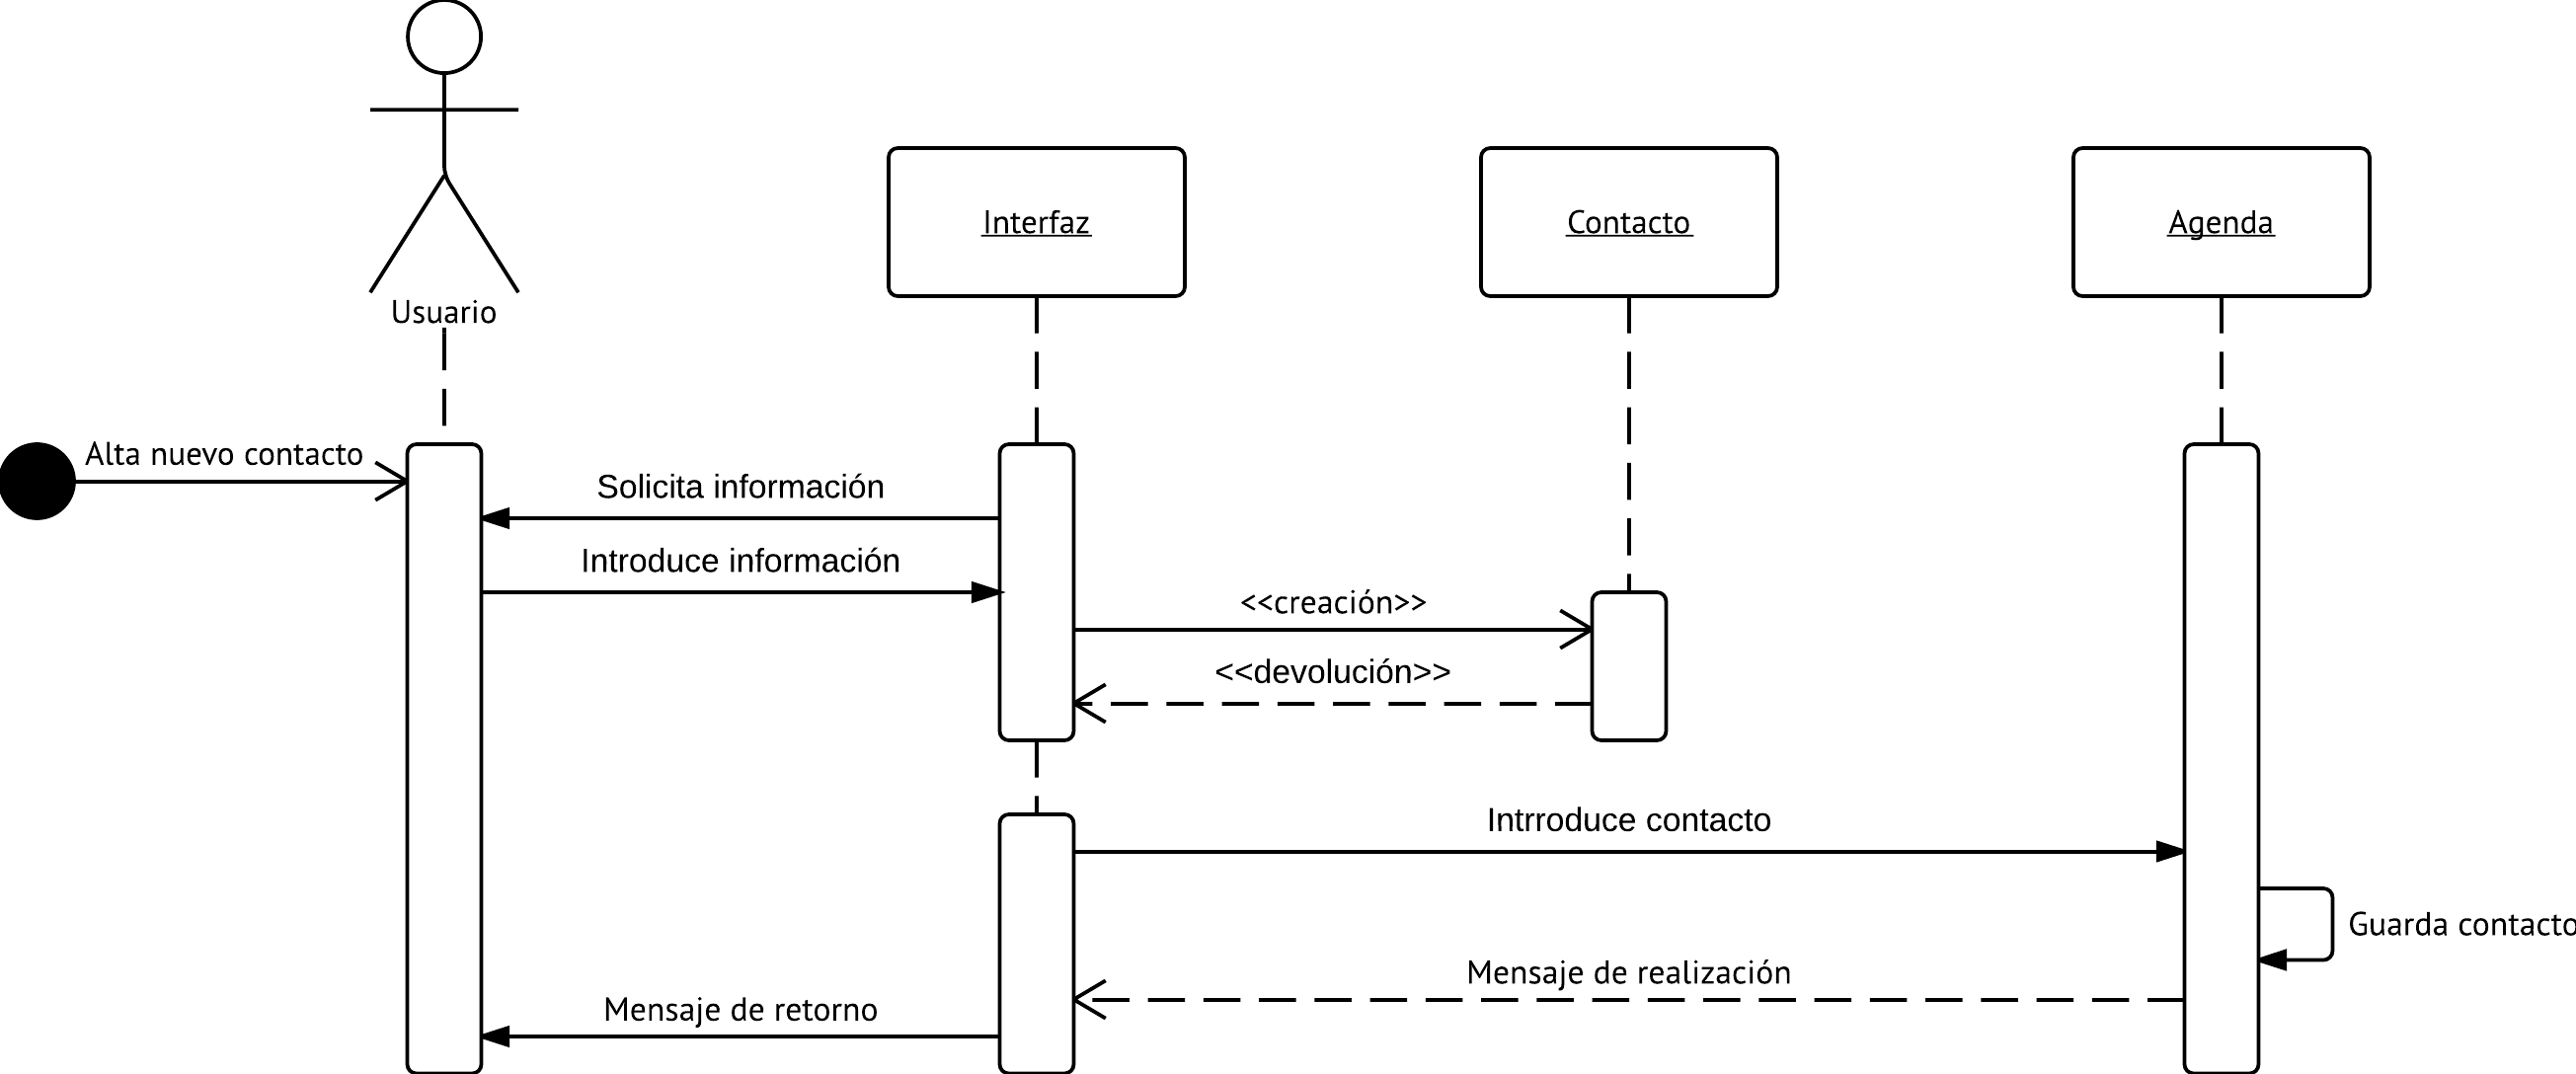 Usuario
Interfaz
Contacto
Agenda
Alta nuevo contacto
Solicita información
Introduce información
<<creación>>
<<devolución>>
Intrroduce contacto
Guarda contacto
Mensaje de realización
Mensaje de retorno